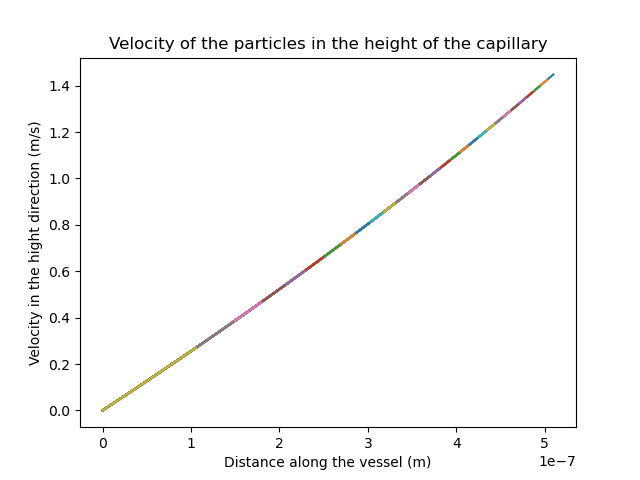 Velocity of the particles in the height of the capillary
Velocity in the hight direction (m/s)
1.4
1.2
1.0
0.8
0.6
0.4
0.2
0.0
0 1 2 3 4 5
1e−7
Distance along the vessel (m)